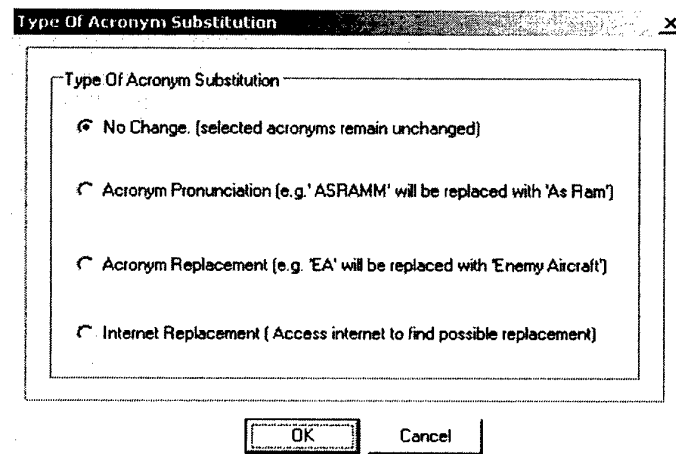 Type Of Acronym Substitution
Type Of Acronym Substitution
No Change. (selected acronyms remain unchanged)
Acronym Pronunciation (e.g.' ASRAMM' will be replaced with 'As Ram')
Acronym Replacement (e.g. 'EA' will be replaced with 'Enemy Aircraft')
Internet Replacement ( Access internet to find possible replacement)
OK Cancel